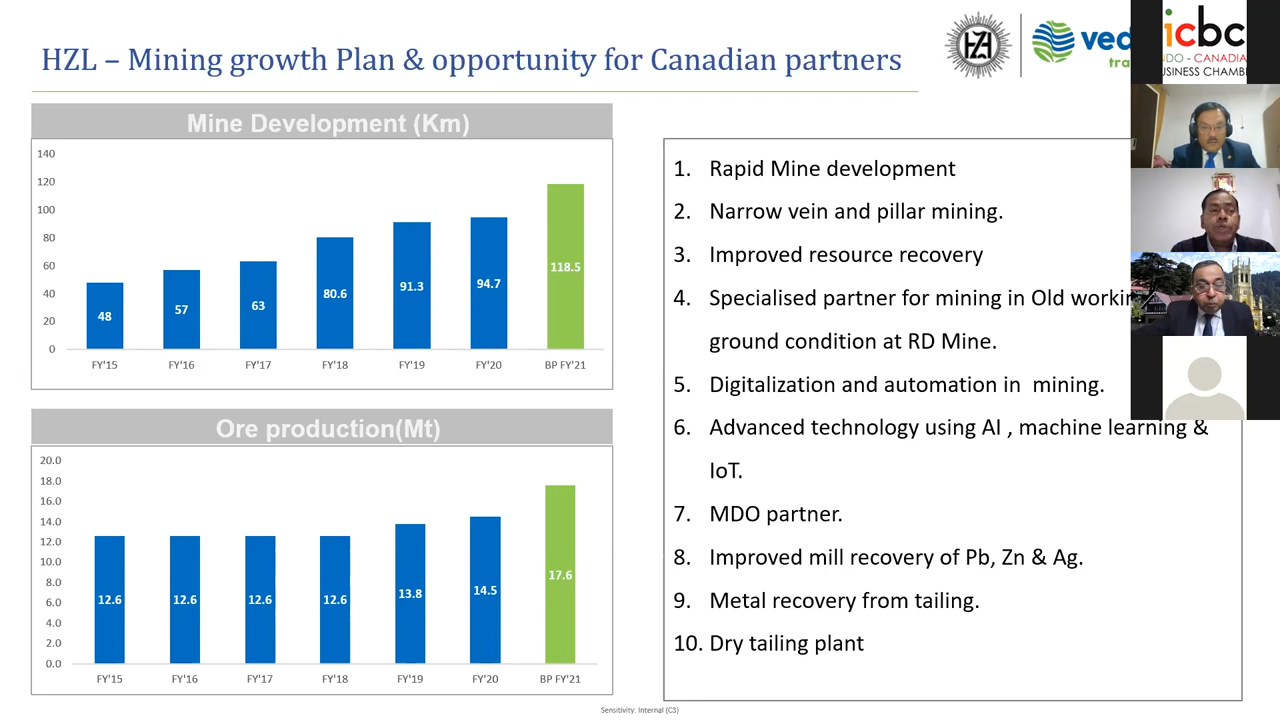 HZL – Mining growth Plan & opportunity for Canadian partners
HZL
ved
tra
icbc
NDO - CANADIA
USINESS CHAMB
Mine Development (Km)
140
120
100
80
60
40
20
0
48
57
63
80.6
91.3
94.7
118.5
FY'15 FY'16 FY'17 FY'18 FY'19 FY'20 BP FY'21
Ore production(Mt)
20.0
18.0
16.0
14.0
12.0
10.0
8.0
6.0
4.0
2.0
0.0
12.6
12.6
12.6
12.6
13.8
14.5
17.6
FY'15 FY'16 FY'17 FY'18 FY'19 FY'20 BP FY'21
1. Rapid Mine development
2. Narrow vein and pillar mining.
3. Improved resource recovery
4. Specialised partner for mining in Old workin
ground condition at RD Mine.
5. Digitalization and automation in mining.
6. Advanced technology using AI , machine learning &
IoT.
7. MDO partner.
8. Improved mill recovery of Pb, Zn & Ag.
9. Metal recovery from tailing.
10. Dry tailing plant
Sensitivity: Internal (C3)